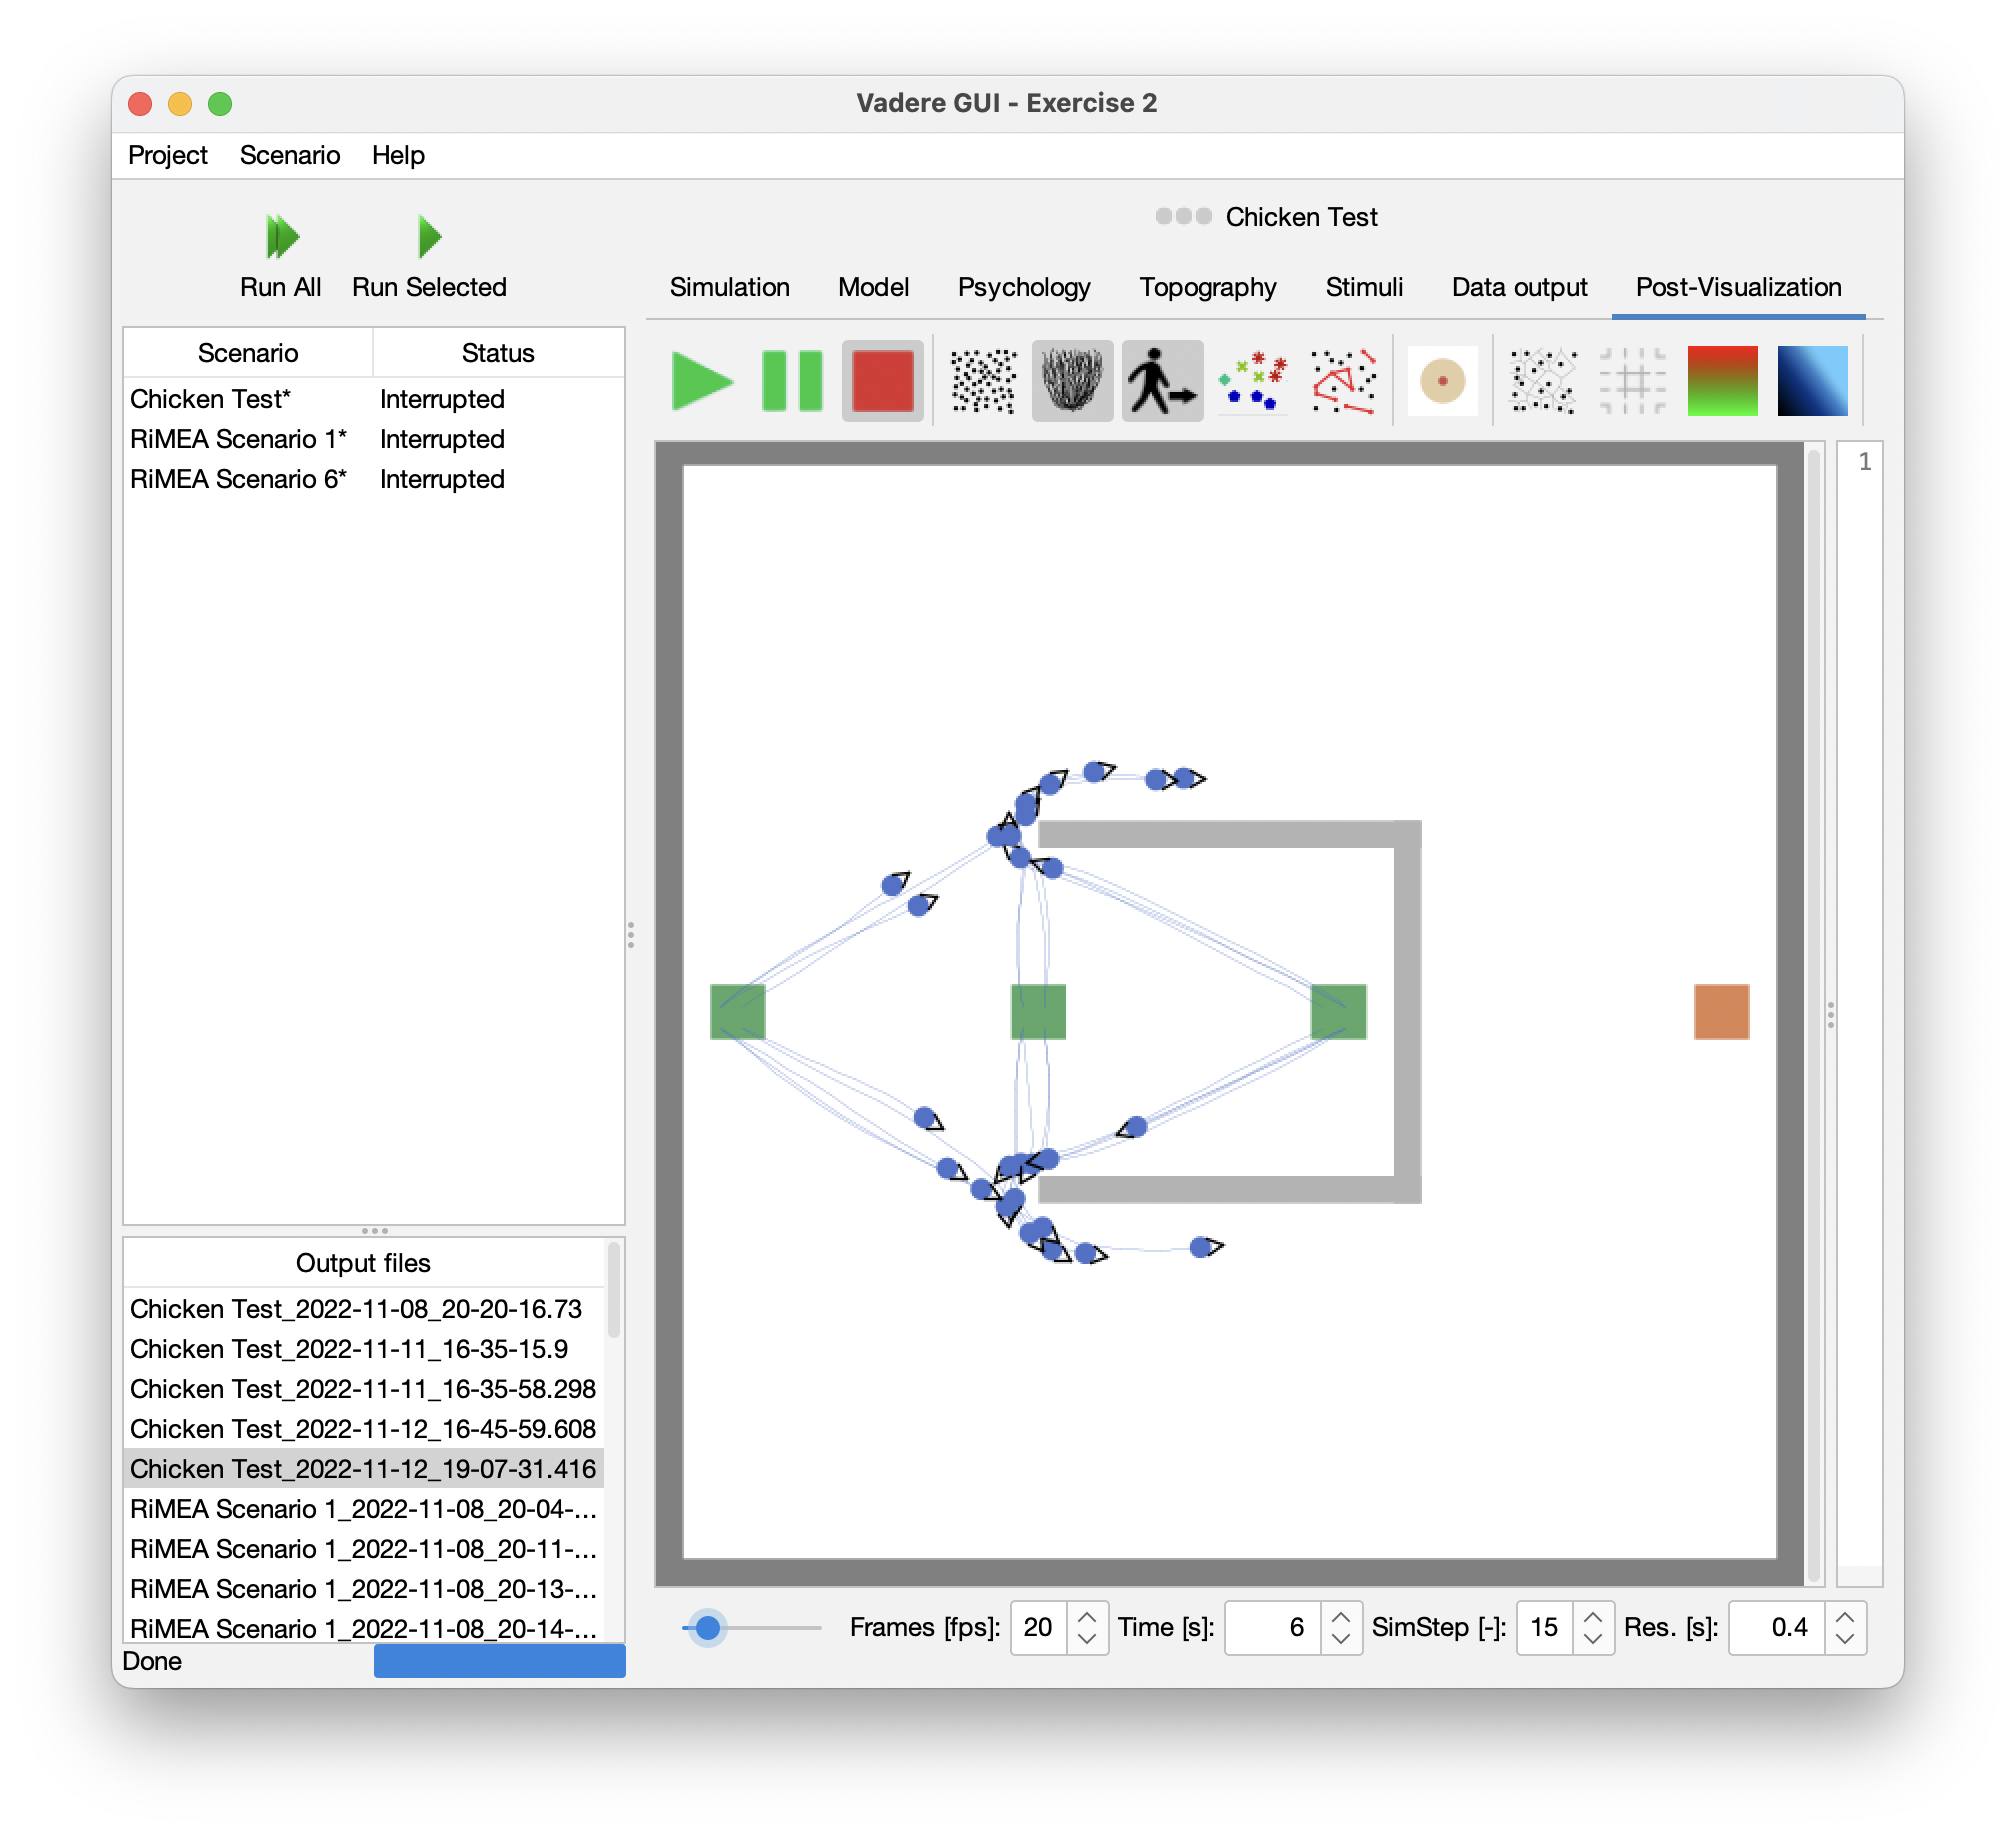 Vadere GUI - Exercise 2
Project Scenario Help
Run All Run Selected
Chicken Test
Simulation Model Psychology Topography Stimuli Data output Post-Visualization
Scenario Status
Chicken Test* Interrupted
RiMEA Scenario 1* Interrupted
RiMEA Scenario 6* Interrupted
1
Output files
Chicken Test_2022-11-08_20-20-16.73
Chicken Test_2022-11-11_16-35-15.9
Chicken Test_2022-11-11_16-35-58.298
Chicken Test_2022-11-12_16-45-59.608
Chicken Test_2022-11-12_19-07-31.416
RiMEA Scenario 1_2022-11-08_20-04-...
RiMEA Scenario 1_2022-11-08_20-11-...
RiMEA Scenario 1_2022-11-08_20-13-...
RiMEA Scenario 1_2022-11-08_20-14-...
Done
Frames [fps]: 20 Time [s]: 6 SimStep [-]: 15 Res. [s]: 0.4